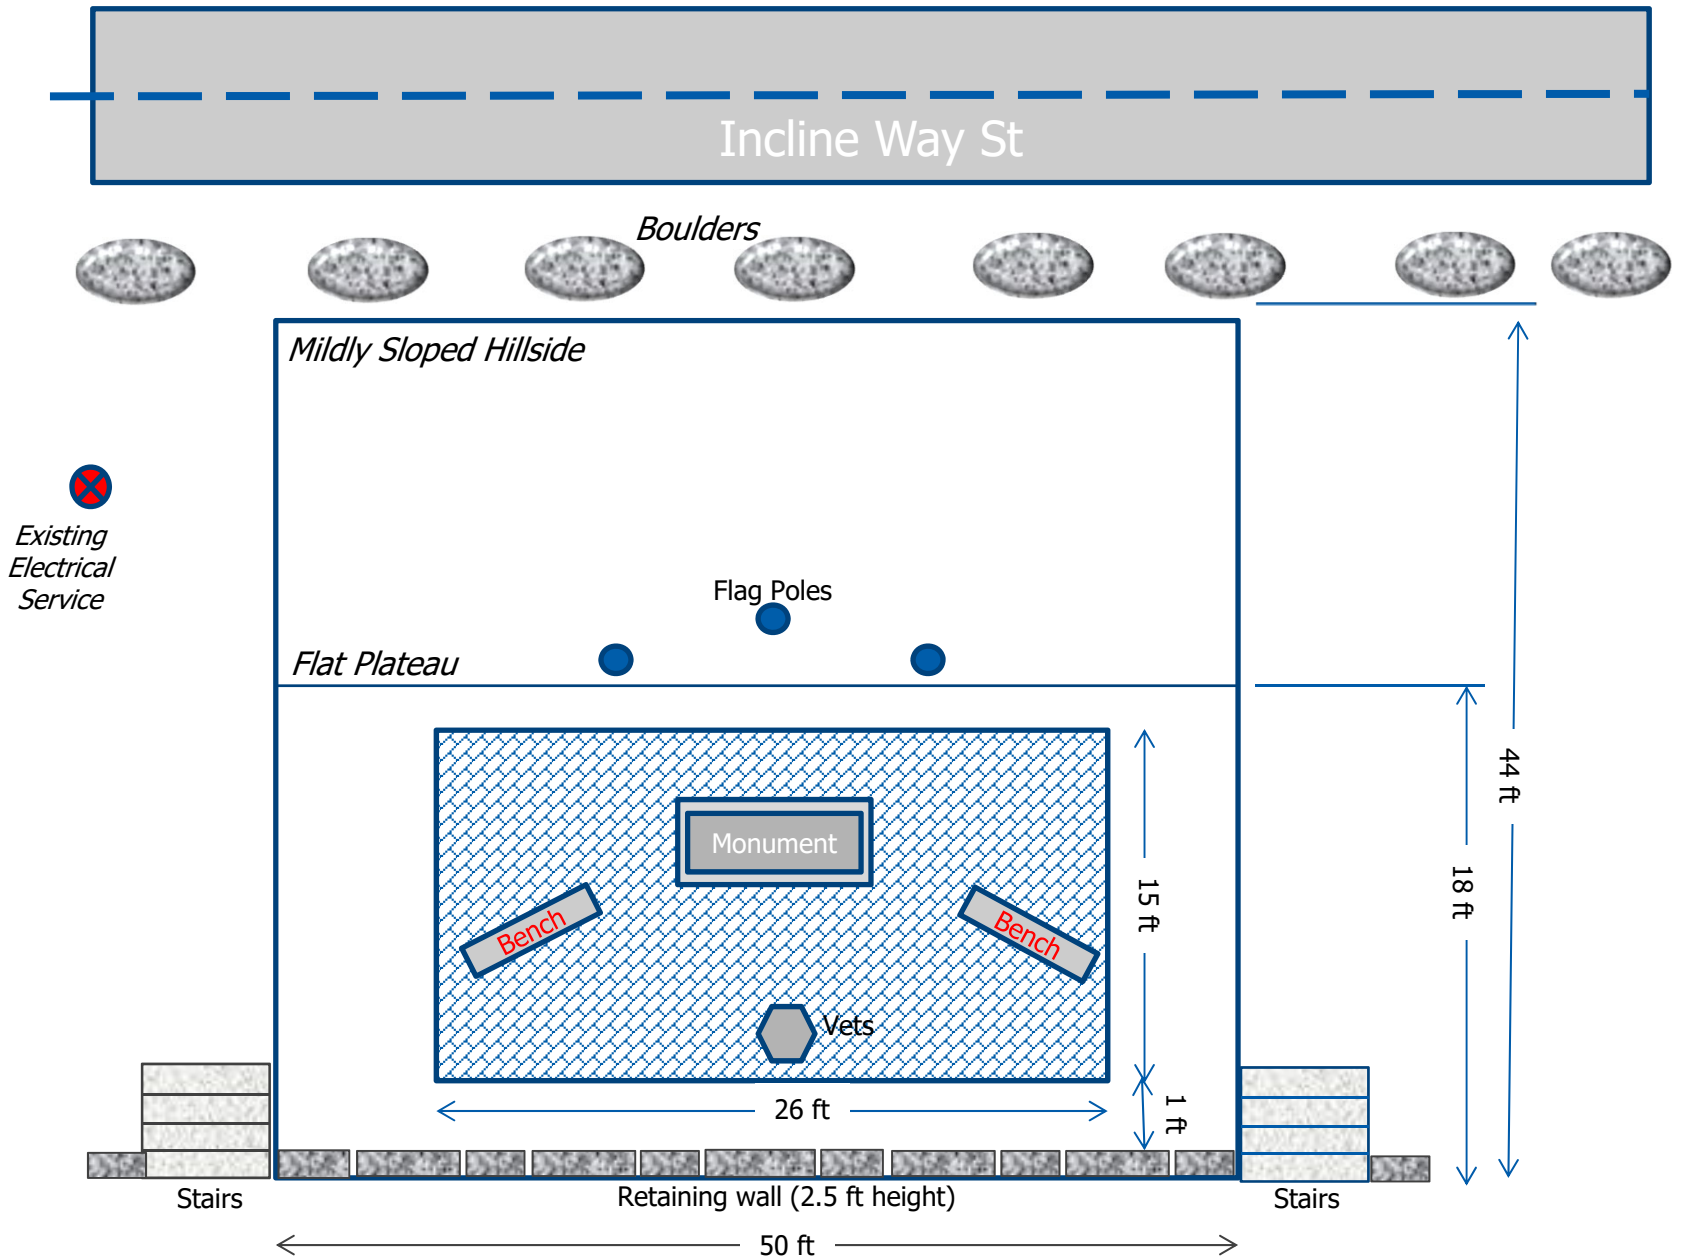 Incline Way St
Boulders
Mildly Sloped Hillside
Existing
Electrical
Service
Flag Poles
Flat Plateau
44 ft
Monument
18 ft
15 ft
Bench
Bench
Vets
26 ft
1 ft
Stairs
Retaining wall (2.5 ft height)
Stairs
50 ft